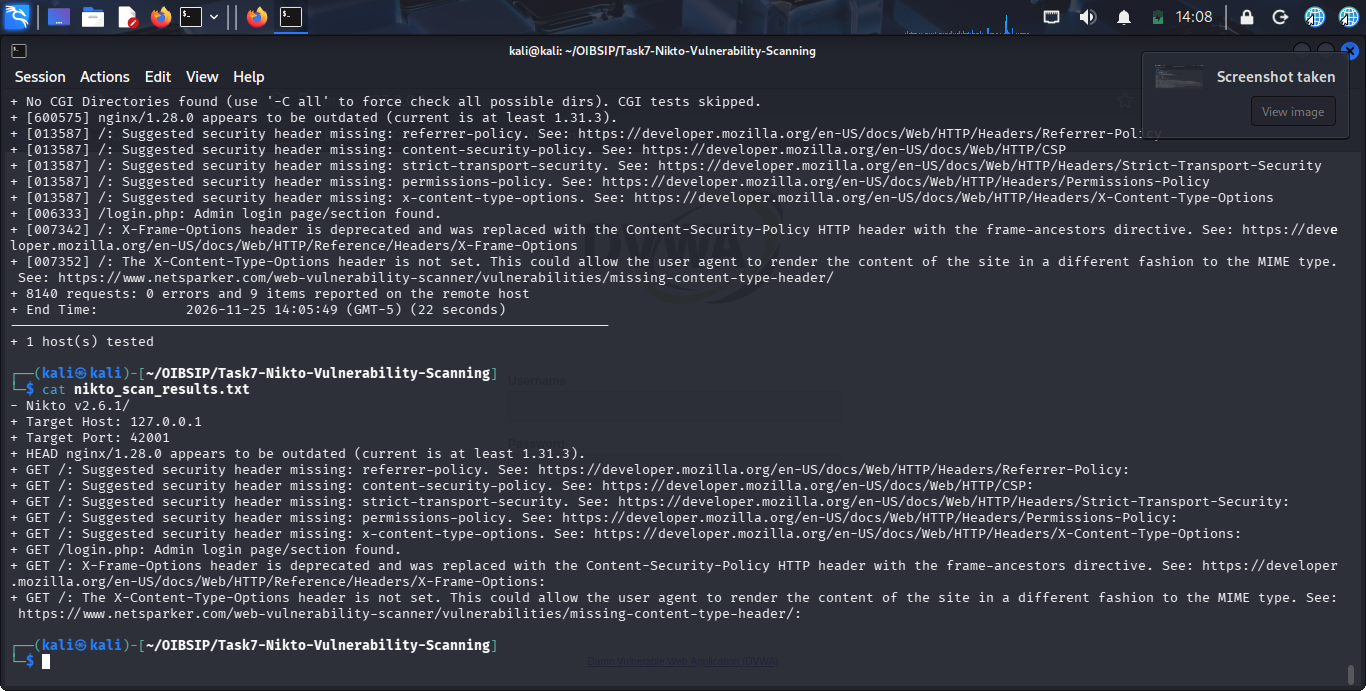 14:08
kali@kali: ~/OIBSIP/Task7-Nikto-Vulnerability-Scanning
Session Actions Edit View Help
Screenshot taken
View image
+ No CGI Directories found (use '-C all' to force check all possible dirs). CGI tests skipped.
+ [600575] nginx/1.28.0 appears to be outdated (current is at least 1.31.3).
+ [013587] /: Suggested security header missing: referrer-policy. See: https://developer.mozilla.org/en-US/docs/Web/HTTP/Headers/Referrer-Policy
+ [013587] /: Suggested security header missing: content-security-policy. See: https://developer.mozilla.org/en-US/docs/Web/HTTP/CSP
+ [013587] /: Suggested security header missing: strict-transport-security. See: https://developer.mozilla.org/en-US/docs/Web/HTTP/Headers/Strict-Transport-Security
+ [013587] /: Suggested security header missing: permissions-policy. See: https://developer.mozilla.org/en-US/docs/Web/HTTP/Headers/Permissions-Policy
+ [013587] /: Suggested security header missing: x-content-type-options. See: https://developer.mozilla.org/en-US/docs/Web/HTTP/Headers/X-Content-Type-Options
+ [006333] /login.php: Admin login page/section found.
+ [007342] /: X-Frame-Options header is deprecated and was replaced with the Content-Security-Policy HTTP header with the frame-ancestors directive. See: https://deve
loper.mozilla.org/en-US/docs/Web/HTTP/Reference/Headers/X-Frame-Options
+ [007352] /: The X-Content-Type-Options header is not set. This could allow the user agent to render the content of the site in a different fashion to the MIME type.
See: https://www.netsparker.com/web-vulnerability-scanner/vulnerabilities/missing-content-type-header/
+ 8140 requests: 0 errors and 9 items reported on the remote host
+ End Time: 2026-11-25 14:05:49 (GMT-5) (22 seconds)
+ 1 host(s) tested
┌──(kali㉿kali)-[~/OIBSIP/Task7-Nikto-Vulnerability-Scanning]
└─$ cat nikto_scan_results.txt
- Nikto v2.6.1/
+ Target Host: 127.0.0.1
+ Target Port: 42001
+ HEAD nginx/1.28.0 appears to be outdated (current is at least 1.31.3).
+ GET /: Suggested security header missing: referrer-policy. See: https://developer.mozilla.org/en-US/docs/Web/HTTP/Headers/Referrer-Policy:
+ GET /: Suggested security header missing: content-security-policy. See: https://developer.mozilla.org/en-US/docs/Web/HTTP/CSP:
+ GET /: Suggested security header missing: strict-transport-security. See: https://developer.mozilla.org/en-US/docs/Web/HTTP/Headers/Strict-Transport-Security:
+ GET /: Suggested security header missing: permissions-policy. See: https://developer.mozilla.org/en-US/docs/Web/HTTP/Headers/Permissions-Policy:
+ GET /: Suggested security header missing: x-content-type-options. See: https://developer.mozilla.org/en-US/docs/Web/HTTP/Headers/X-Content-Type-Options:
+ GET /login.php: Admin login page/section found.
+ GET /: X-Frame-Options header is deprecated and was replaced with the Content-Security-Policy HTTP header with the frame-ancestors directive. See: https://developer
.mozilla.org/en-US/docs/Web/HTTP/Reference/Headers/X-Frame-Options:
+ GET /: The X-Content-Type-Options header is not set. This could allow the user agent to render the content of the site in a different fashion to the MIME type. See:
https://www.netsparker.com/web-vulnerability-scanner/vulnerabilities/missing-content-type-header/:
┌──(kali㉿kali)-[~/OIBSIP/Task7-Nikto-Vulnerability-Scanning]
└─$
DVWA
Username
Password
Damn Vulnerable Web Application (DVWA)